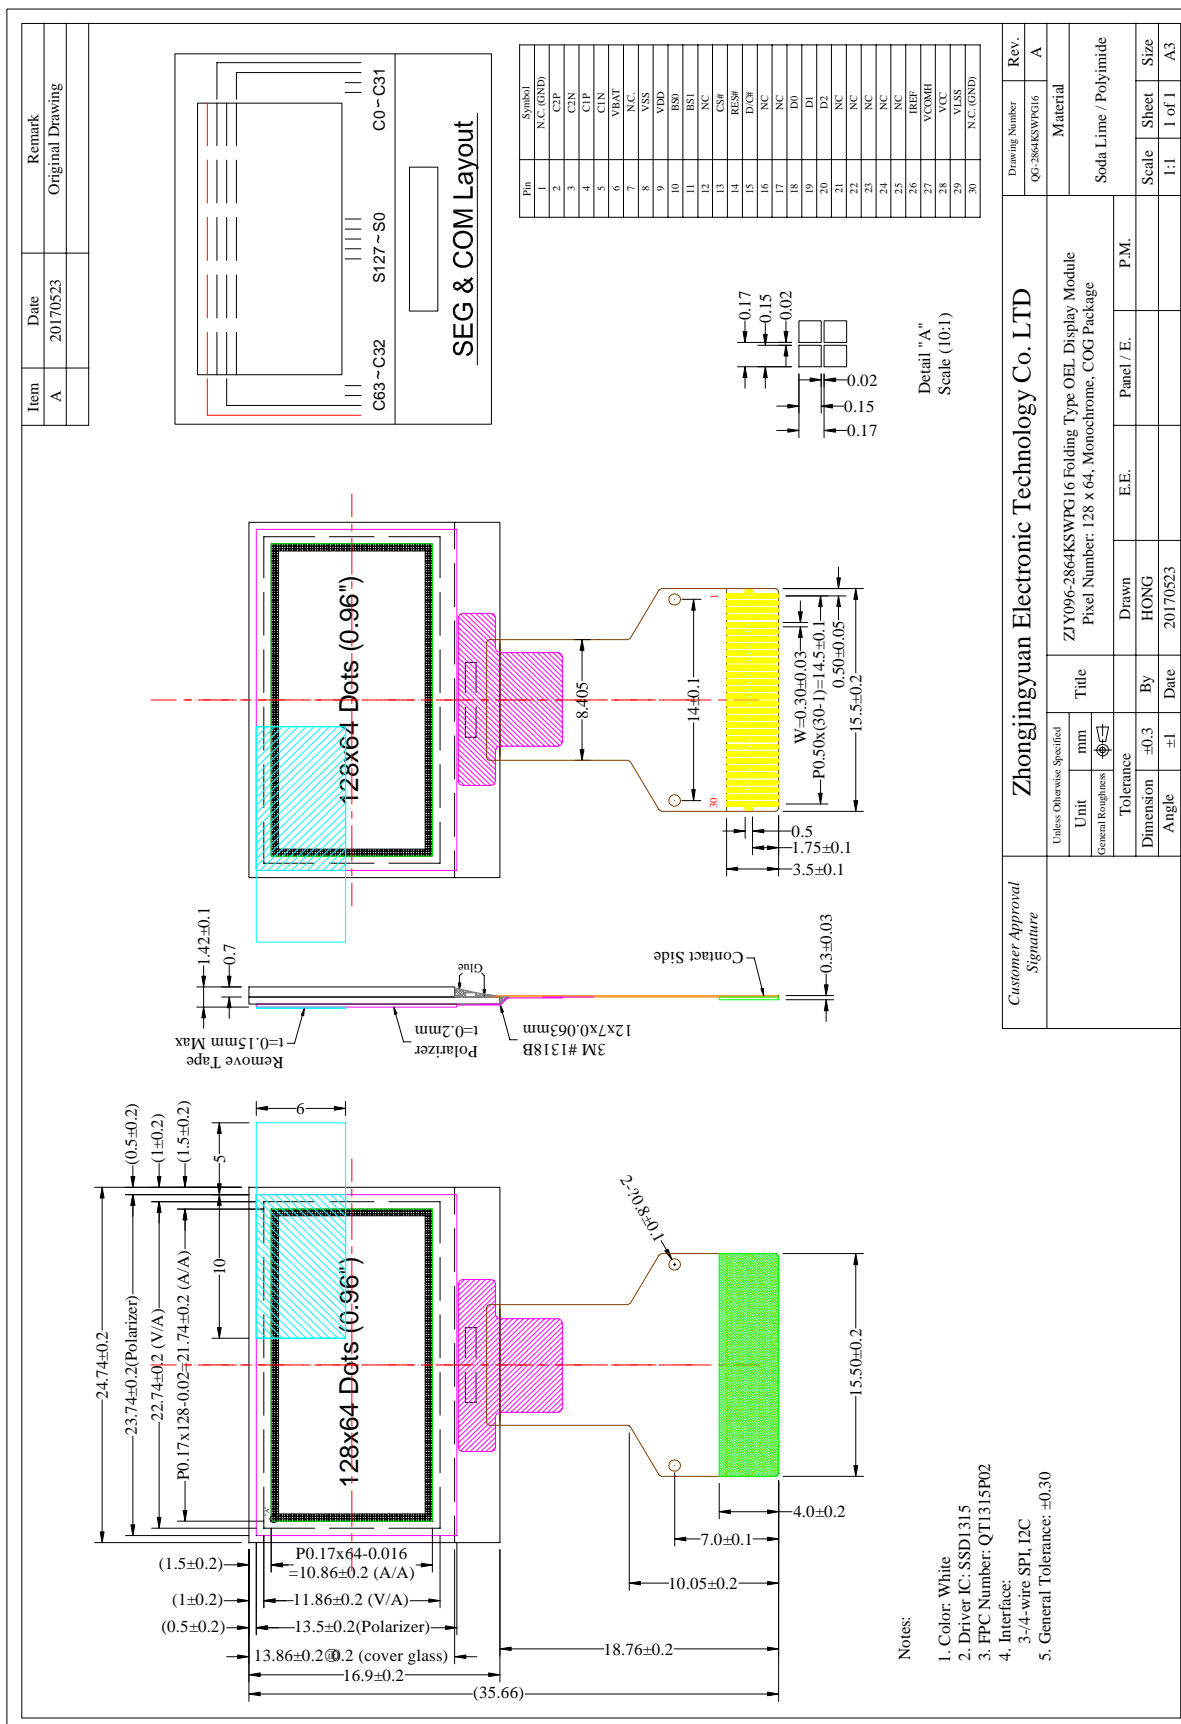 Item Date Remark
A 20170523 Original Drawing
C63~C32 S127~S0 C0~C31
SEG & COM Layout
Pin Symbol
1 N.C. (GND)
2 C2P
3 C2N
4 C1P
5 C1N
6 VBAT
7 N.C.
8 VSS
9 VDD
10 BS0
11 BS1
12 NC
13 CS#
14 RES#
15 D/C#
16 NC
17 NC
18 D0
19 D1
20 D2
21 NC
22 NC
23 NC
24 NC
25 NC
26 IREF
27 VCOMH
28 VCC
29 VLSS
30 N.C. (GND)
0.17
0.15
0.02
0.02
0.15
0.17
Detail "A"
Scale (10:1)
128x64 Dots (0.96")
8.405
14±0.1
1
30
W=0.30±0.03
P0.50x(30-1)=14.5±0.1
0.50±0.05
15.5±0.2
0.5
1.75±0.1
3.5±0.1
1.42±0.1
0.7
Glue
Contact Side
0.3±0.03
Remove Tape
t=0.15mm Max
Polarizer
t=0.2mm
3M #1318B
12x7x0.063mm
24.74±0.2
23.74±0.2(Polarizer)
22.74±0.2 (V/A)
P0.17x128-0.02=21.74±0.2 (A/A)
(0.5±0.2)
(1±0.2)
(1.5±0.2)
5
10
6
128x64 Dots (0.96")
"A"
2-?0.8±0.1
15.50±0.2
4.0±0.2
7.0±0.1
10.05±0.2
18.76±0.2
(1.5±0.2)
P0.17x64-0.016
=10.86±0.2 (A/A)
(1±0.2)
11.86±0.2 (V/A)
(0.5±0.2)
13.5±0.2(Polarizer)
13.86±0.2 (cover glass)
16.9±0.2
(35.66)
Notes:
1. Color: White
2. Driver IC: SSD1315
3. FPC Number: QT1315P02
4. Interface:
3-/4-wire SPI, I2C
5. General Tolerance: ±0.30
Customer Approval
Signature
Zhongjingyuan Electronic Technology Co. LTD
Drawing Number Rev.
QG-2864KSWPG16 A
Unless Otherwise Specified
Unit mm
General Roughness
Tolerance
Dimension ±0.3
Angle ±1
Title
ZJY096-2864KSWPG16 Folding Type OEL Display Module
Pixel Number: 128 x 64, Monochrome, COG Package
Material
Soda Lime / Polyimide
By Drawn E.E. Panel / E. P.M.
HONG
Date 20170523
Scale Sheet Size
1:1 1 of 1 A3